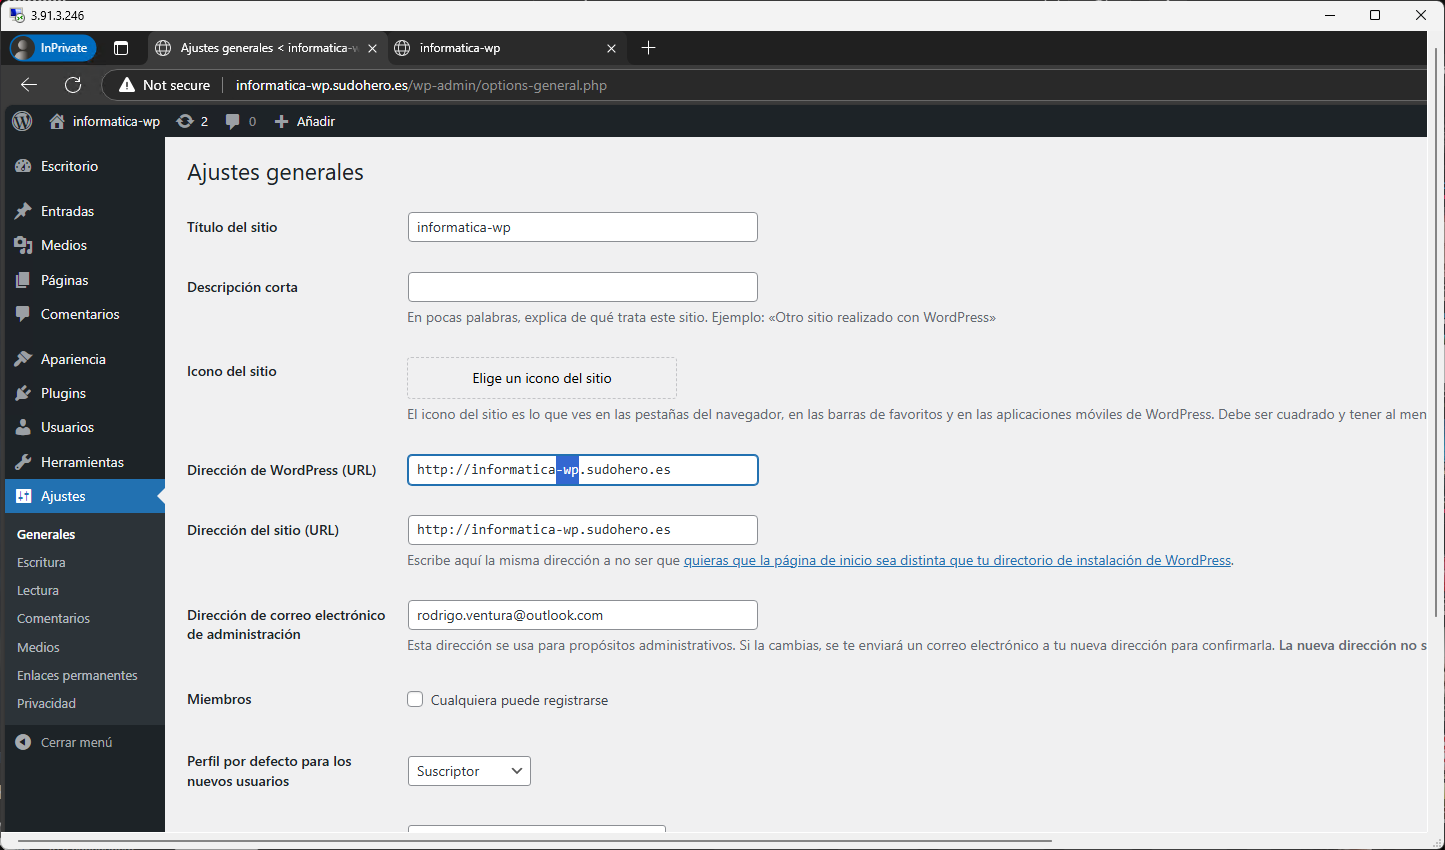 3.91.3.246
InPrivate
Ajustes generales < informatica-w
informatica-wp
Not secure
informatica-wp.sudohero.es/wp-admin/options-general.php
informatica-wp
2
0
Añadir
Escritorio
Entradas
Medios
Páginas
Comentarios
Apariencia
Plugins
Usuarios
Herramientas
Ajustes
Generales
Escritura
Lectura
Comentarios
Medios
Enlaces permanentes
Privacidad
Cerrar menú
Ajustes generales
Título del sitio
informatica-wp
Descripción corta
En pocas palabras, explica de qué trata este sitio. Ejemplo: «Otro sitio realizado con WordPress»
Icono del sitio
Elige un icono del sitio
El icono del sitio es lo que ves en las pestañas del navegador, en las barras de favoritos y en las aplicaciones móviles de WordPress. Debe ser cuadrado y tener al men
Dirección de WordPress (URL)
http://informatica-wp.sudohero.es
Dirección del sitio (URL)
http://informatica-wp.sudohero.es
Escribe aquí la misma dirección a no ser que quieras que la página de inicio sea distinta que tu directorio de instalación de WordPress.
Dirección de correo electrónico
de administración
rodrigo.ventura@outlook.com
Esta dirección se usa para propósitos administrativos. Si la cambias, se te enviará un correo electrónico a tu nueva dirección para confirmarla. La nueva dirección no s
Miembros
Cualquiera puede registrarse
Perfil por defecto para los
nuevos usuarios
Suscriptor